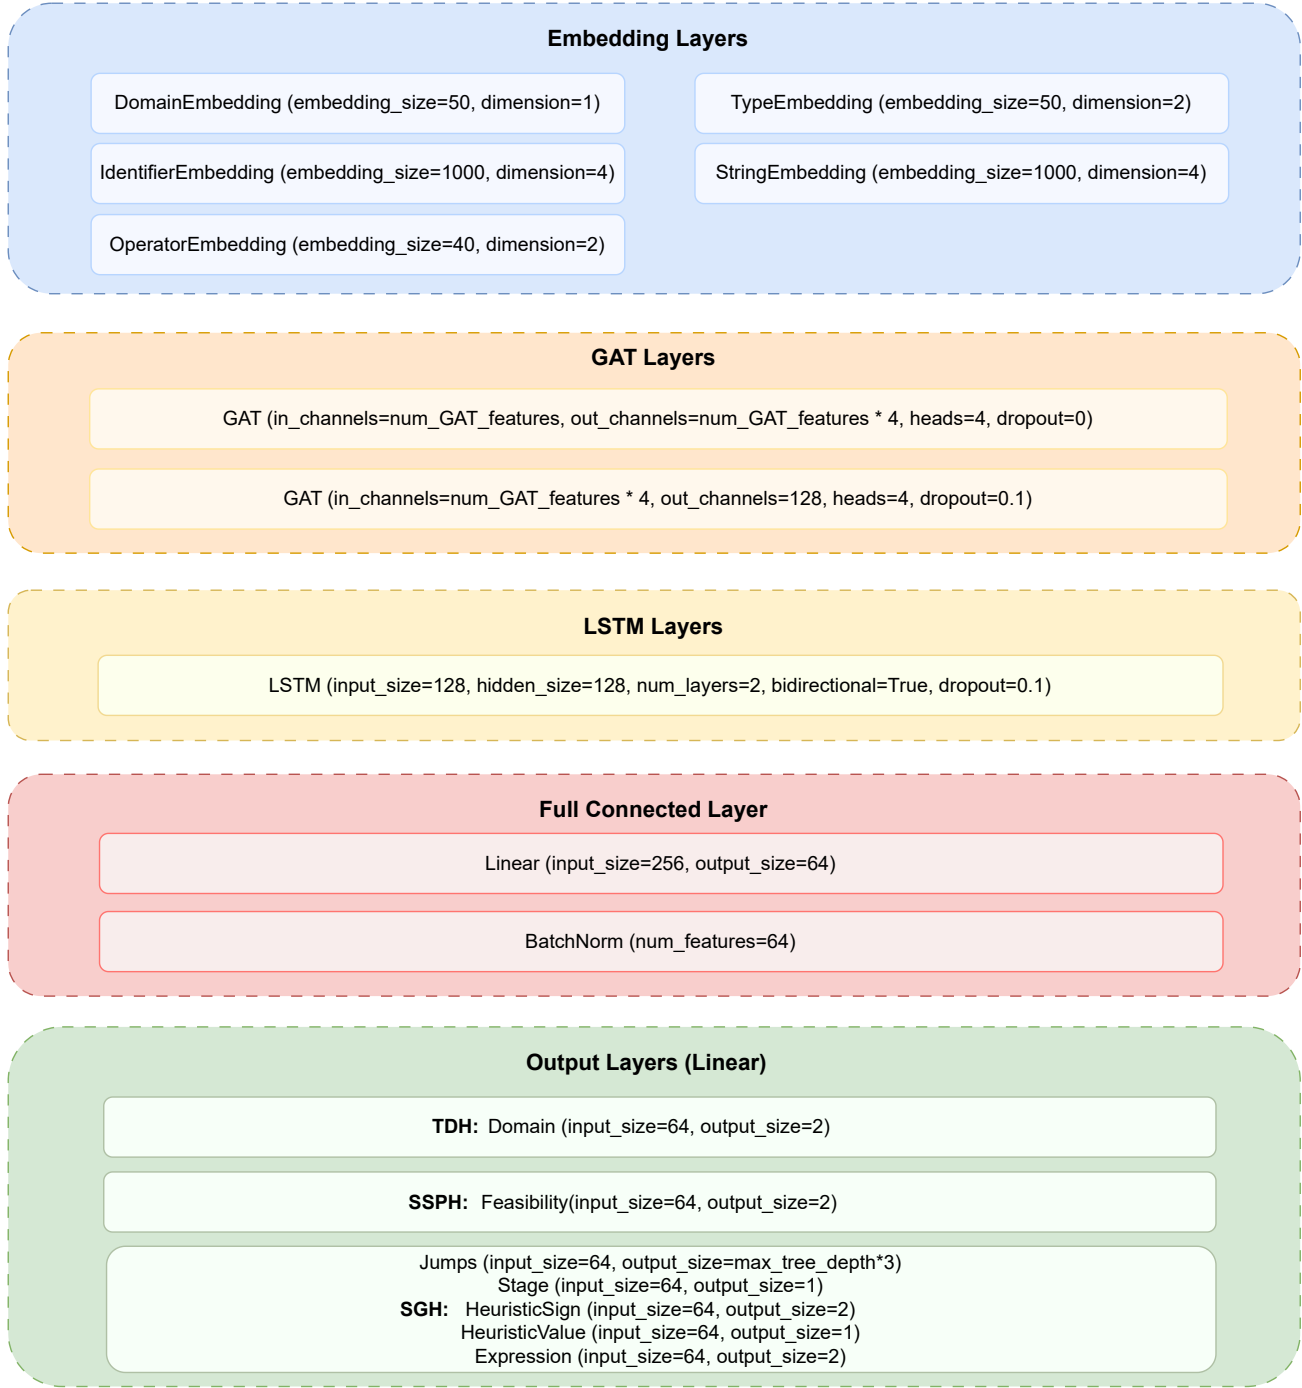 Embedding Layers
DomainEmbedding (embedding_size=50, dimension=1)
TypeEmbedding (embedding_size=50, dimension=2)
IdentifierEmbedding (embedding_size=1000, dimension=4)
StringEmbedding (embedding_size=1000, dimension=4)
OperatorEmbedding (embedding_size=40, dimension=2)
GAT Layers
GAT (in_channels=num_GAT_features, out_channels=num_GAT_features * 4, heads=4, dropout=0)
GAT (in_channels=num_GAT_features * 4, out_channels=128, heads=4, dropout=0.1)
LSTM Layers
LSTM (input_size=128, hidden_size=128, num_layers=2, bidirectional=True, dropout=0.1)
Full Connected Layer
Linear (input_size=256, output_size=64)
BatchNorm (num_features=64)
Output Layers (Linear)
TDH: Domain (input_size=64, output_size=2)
SSPH: Feasibility(input_size=64, output_size=2)
Jumps (input_size=64, output_size=max_tree_depth*3)
Stage (input_size=64, output_size=1)
SGH: HeuristicSign (input_size=64, output_size=2)
HeuristicValue (input_size=64, output_size=1)
Expression (input_size=64, output_size=2)